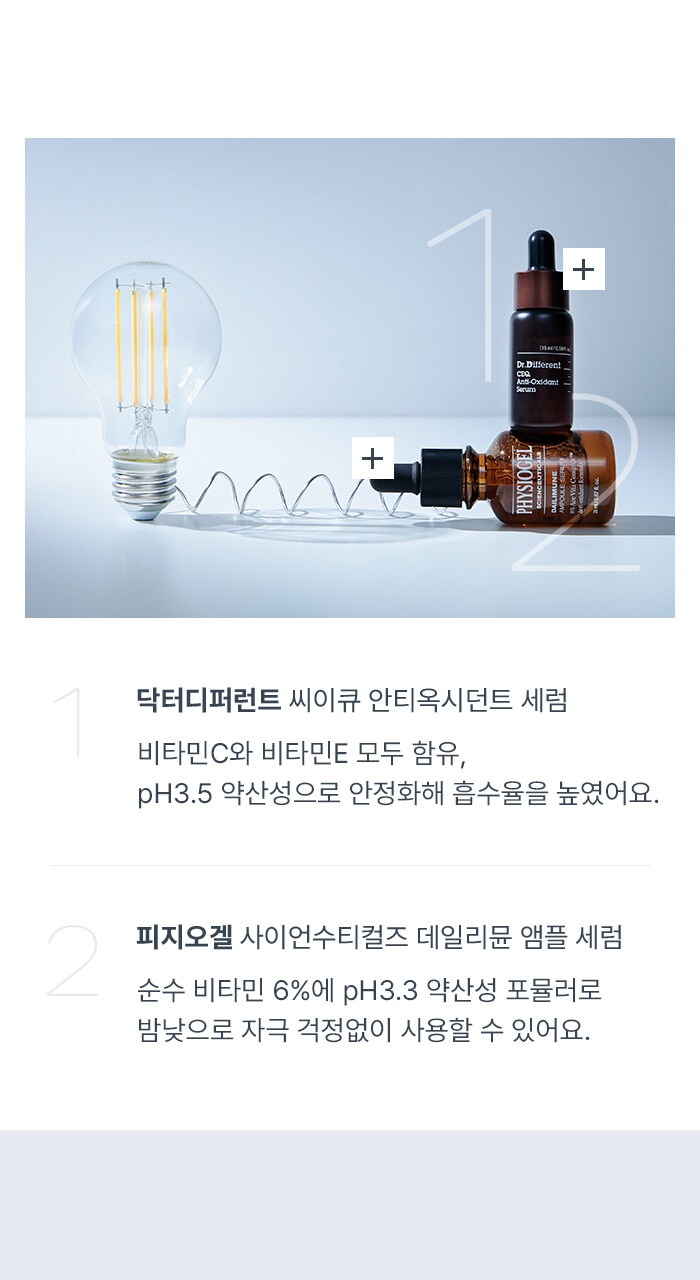 1
2
+
+
Dr.Different
CEQ
Anti-Oxidant
Serum
PHYSIOGEL
SCIENCEUTICALS
DAILIMUNE
AMPOULE SERUM
1
닥터디퍼런트 씨이큐 안티옥시던트 세럼
비타민C와 비타민E 모두 함유,
pH3.5 약산성으로 안정화해 흡수율을 높였어요.
2
피지오겔 사이언수티컬즈 데일리뮨 앰플 세럼
순수 비타민 6%에 pH3.3 약산성 포뮬러로
밤낮으로 자극 걱정없이 사용할 수 있어요.